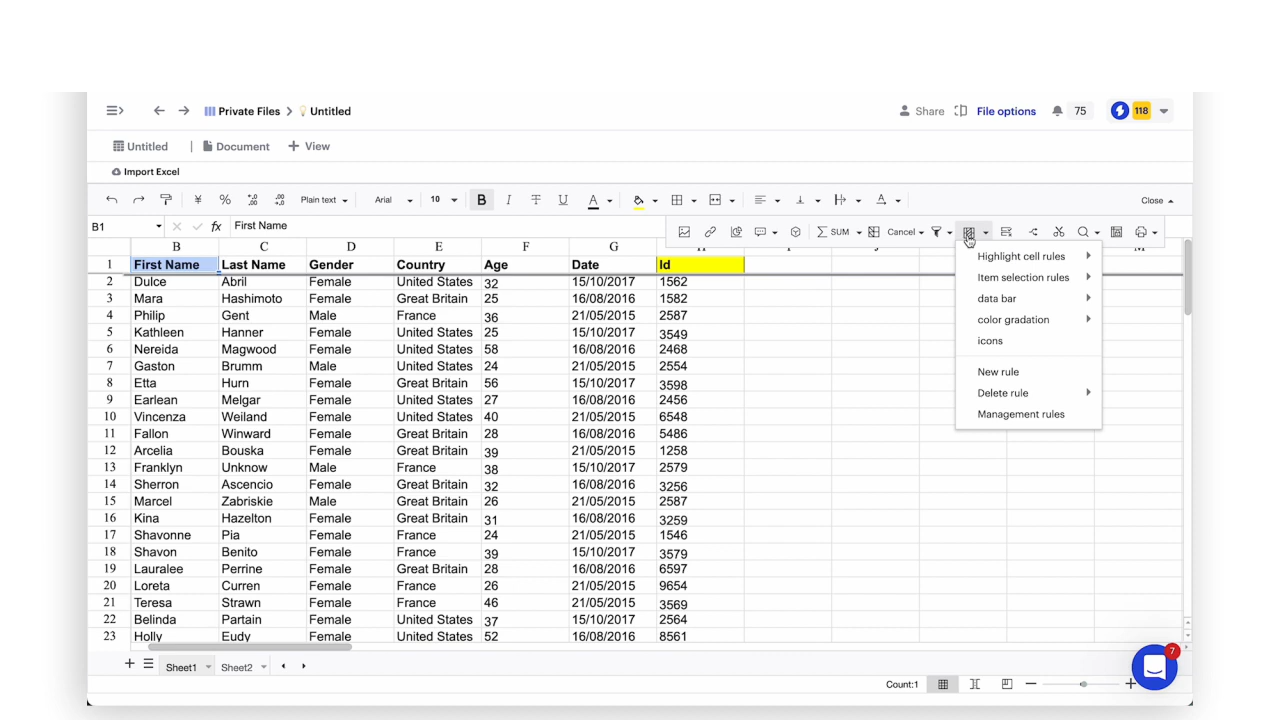 Private Files > Untitled Share File options 75 118
Untitled | Document + View
Import Excel
¥ % .0 .00 Plain text Arial 10 B I T U A A Close
B1 fx First Name
SUM Cancel
B C D E F G
1 First Name Last Name Gender Country Age Date Id
2 Dulce Abril Female United States 32 15/10/2017 1562
3 Mara Hashimoto Female Great Britain 25 16/08/2016 1582
4 Philip Gent Male France 36 21/05/2015 2587
5 Kathleen Hanner Female United States 25 15/10/2017 3549
6 Nereida Magwood Female United States 58 16/08/2016 2468
7 Gaston Brumm Male United States 24 21/05/2015 2554
8 Etta Hurn Female Great Britain 56 15/10/2017 3598
9 Earlean Melgar Female United States 27 16/08/2016 2456
10 Vincenza Weiland Female United States 40 21/05/2015 6548
11 Fallon Winward Female Great Britain 28 16/08/2016 5486
12 Arcelia Bouska Female Great Britain 39 21/05/2015 1258
13 Franklyn Unknow Male France 38 15/10/2017 2579
14 Sherron Ascencio Female Great Britain 32 16/08/2016 3256
15 Marcel Zabriskie Male Great Britain 26 21/05/2015 2587
16 Kina Hazelton Female Great Britain 31 16/08/2016 3259
17 Shavonne Pia Female France 24 21/05/2015 1546
18 Shavon Benito Female France 39 15/10/2017 3579
19 Lauralee Perrine Female Great Britain 28 16/08/2016 6597
20 Loreta Curren Female France 26 21/05/2015 9654
21 Teresa Strawn Female France 46 21/05/2015 3569
22 Belinda Partain Female United States 37 15/10/2017 2564
23 Holly Eudy Female United States 52 16/08/2016 8561
Highlight cell rules
Item selection rules
data bar
color gradation
icons
New rule
Delete rule
Management rules
+ Sheet1 Sheet2
7
Count:1